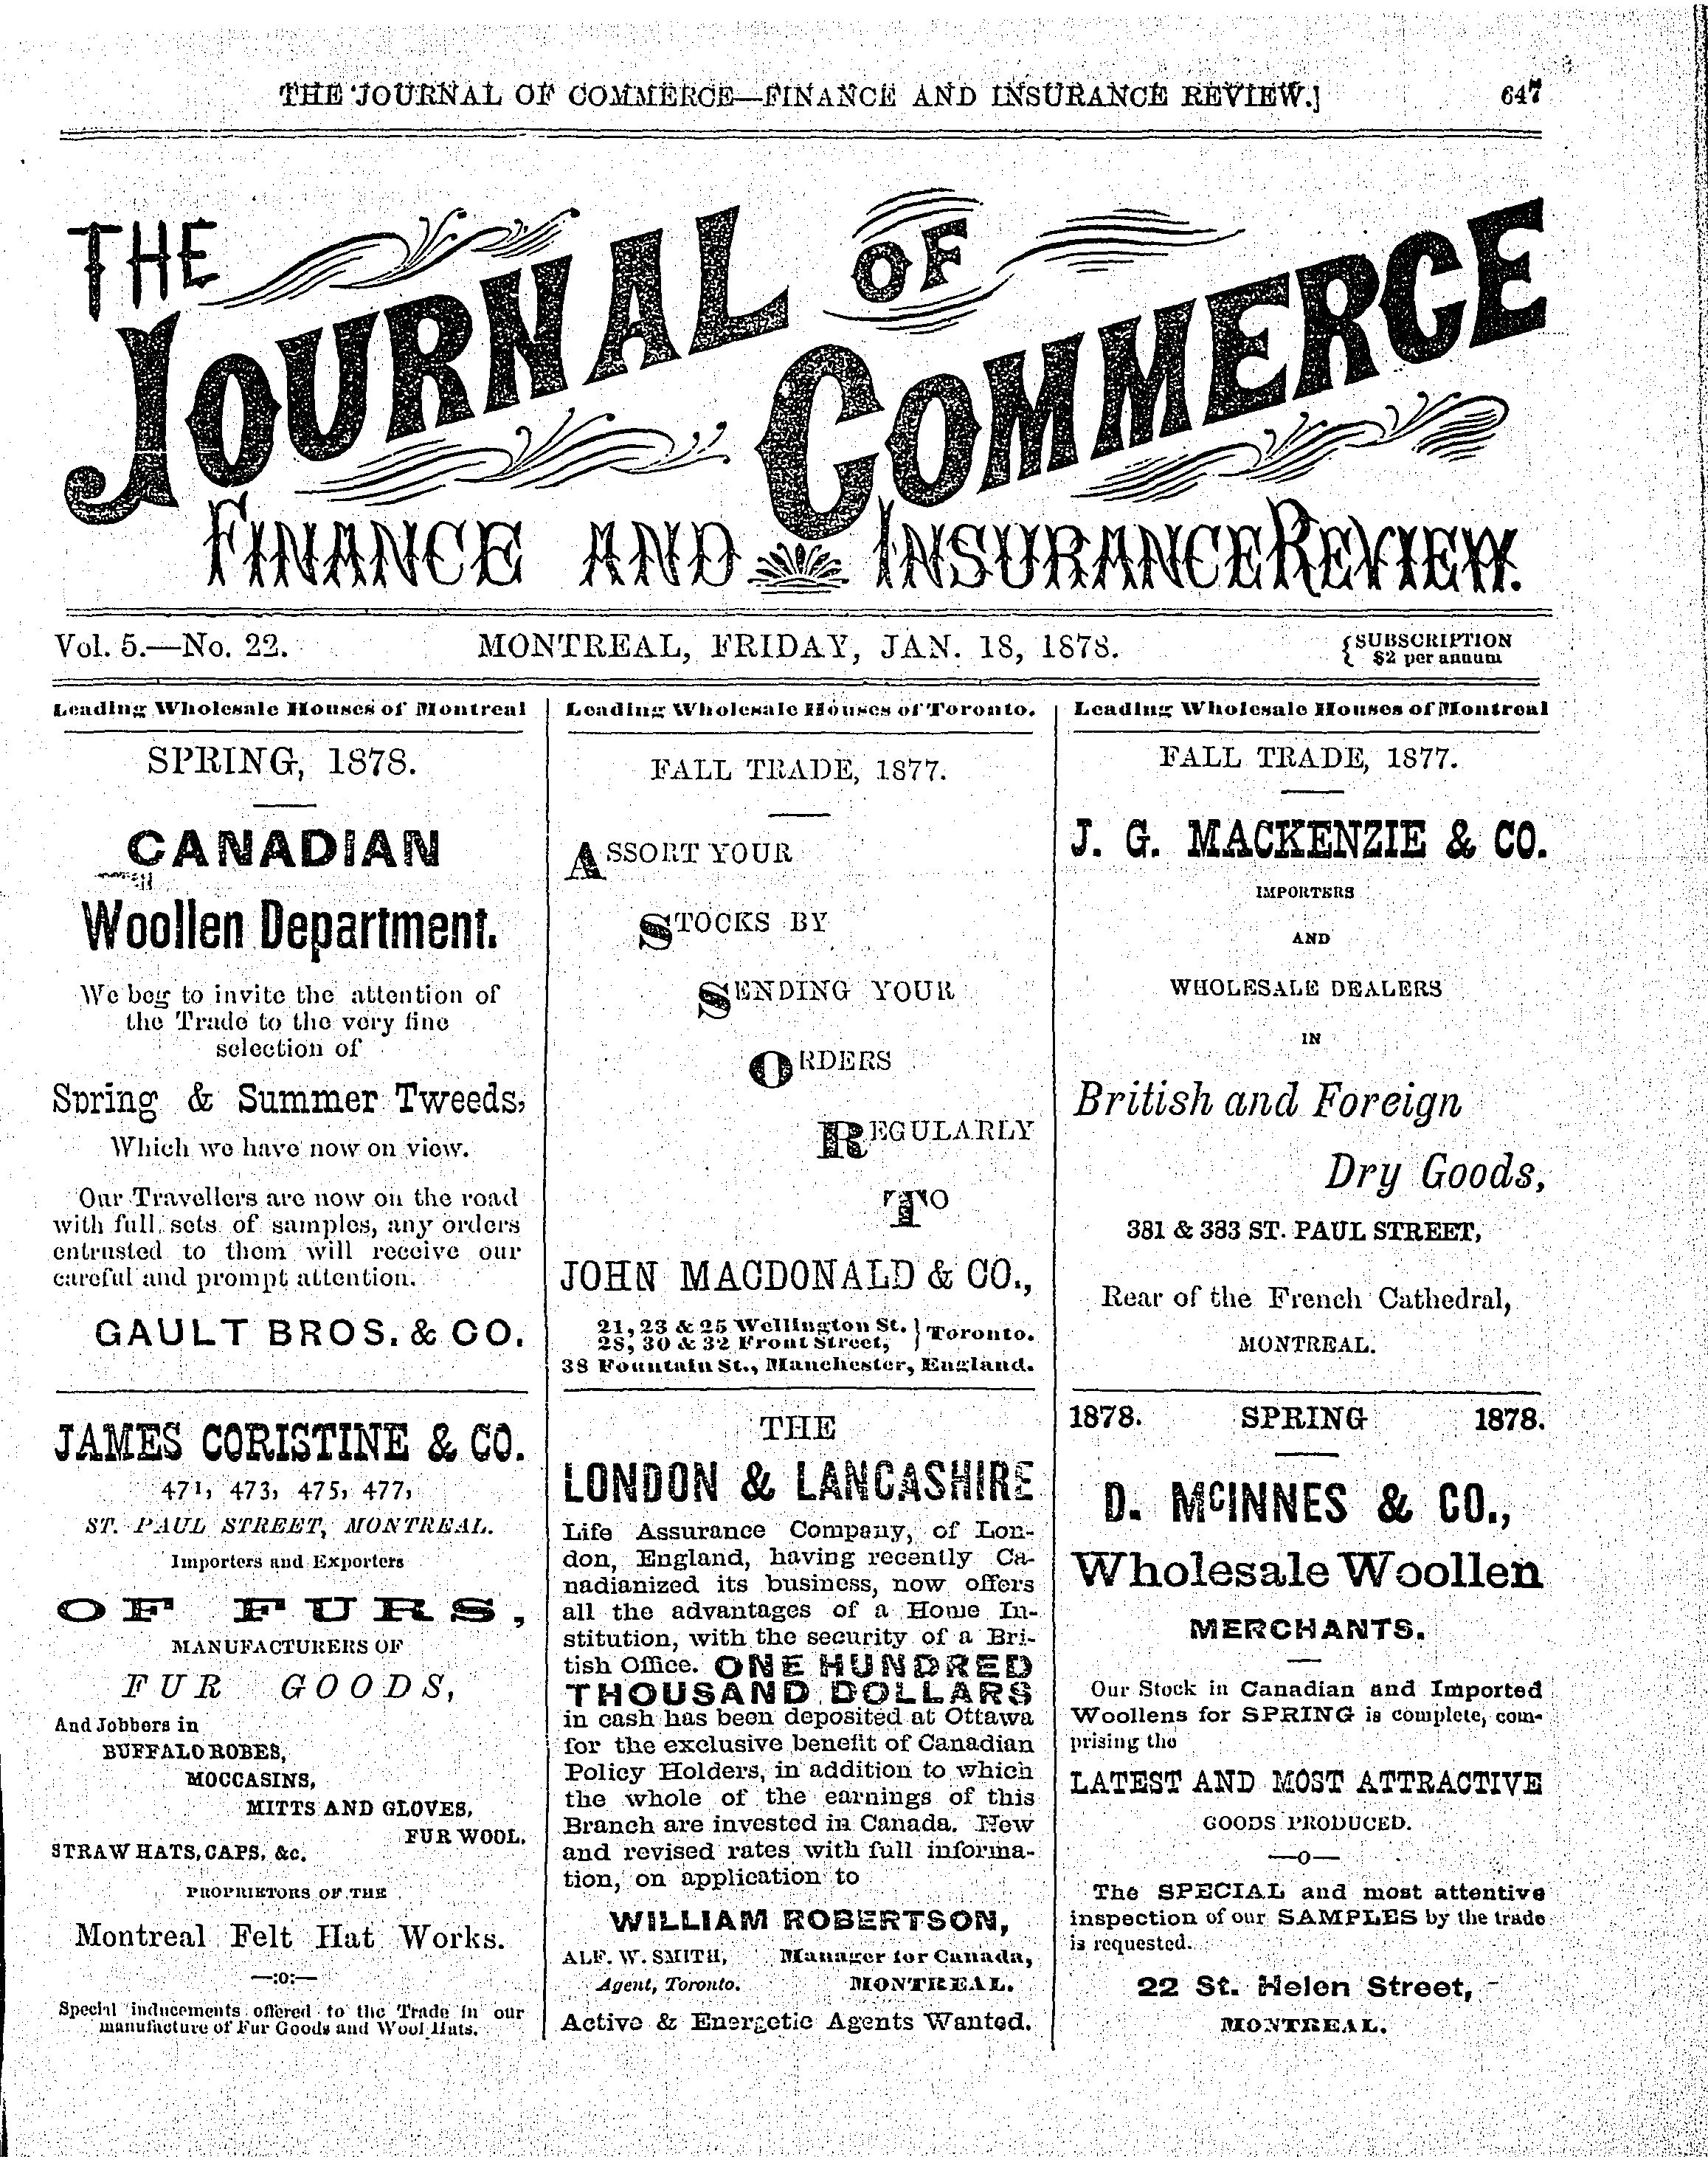 THE JOURNAL OF COMMERCE—FINANCE AND INSURANCE REVIEW.]
647
THE
JOURNAL OF
COMMERCE
FINANCE AND INSURANCE REVIEW.
Vol. 5.—No. 22.
MONTREAL, FRIDAY, JAN. 18, 1878.
{SUBSCRIPTION
$2 per annum
Leading Wholesale Houses of Montreal
SPRING, 1878.
CANADIAN
Woollen Department.
We beg to invite the attention of
the Trade to the very fine
selection of
Spring & Summer Tweeds,
Which we have now on view.
Our Travellers are now on the road
with full sets of samples, any orders
entrusted to them will receive our
careful and prompt attention.
GAULT BROS. & CO.
JAMES CORISTINE & CO.
471, 473, 475, 477,
ST. PAUL STREET, MONTREAL.
Importers and Exporters
OF FURS,
MANUFACTURERS OF
FUR GOODS,
And Jobbers in
BUFFALO ROBES,
MOCCASINS,
MITTS AND GLOVES,
FUR WOOL,
STRAW HATS, CAPS, &c.
PROPRIETORS OF THE
Montreal Felt Hat Works.
—:o:—
Special inducements offered to the Trade in our
manufacture of Fur Goods and Wool Hats.
Leading Wholesale Houses of Toronto.
FALL TRADE, 1877.
ASSORT YOUR
STOCKS BY
SENDING YOUR
ORDERS
REGULARLY
TO
JOHN MACDONALD & CO.,
21, 23 & 25 Wellington St. } Toronto.
28, 30 & 32 Front Street,
38 Fountain St., Manchester, England.
THE
LONDON & LANCASHIRE
Life Assurance Company, of Lon-
don, England, having recently Ca-
nadianized its business, now offers
all the advantages of a Home In-
stitution, with the security of a Bri-
tish Office. ONE HUNDRED
THOUSAND DOLLARS
in cash has been deposited at Ottawa
for the exclusive benefit of Canadian
Policy Holders, in addition to which
the whole of the earnings of this
Branch are invested in Canada. New
and revised rates with full informa-
tion, on application to
WILLIAM ROBERTSON,
ALF. W. SMITH, Manager for Canada,
Agent, Toronto. MONTREAL.
Active & Energetic Agents Wanted.
Leading Wholesale Houses of Montreal
FALL TRADE, 1877.
J. G. MACKENZIE & CO.
IMPORTERS
AND
WHOLESALE DEALERS
IN
British and Foreign
Dry Goods,
381 & 383 ST. PAUL STREET,
Rear of the French Cathedral,
MONTREAL.
1878. SPRING 1878.
D. McINNES & CO.,
Wholesale Woollen
MERCHANTS.
Our Stock in Canadian and Imported
Woollens for SPRING is complete, com-
prising the
LATEST AND MOST ATTRACTIVE
GOODS PRODUCED.
—o—
The SPECIAL and most attentive
inspection of our SAMPLES by the trade
is requested.
22 St. Helen Street,
MONTREAL.